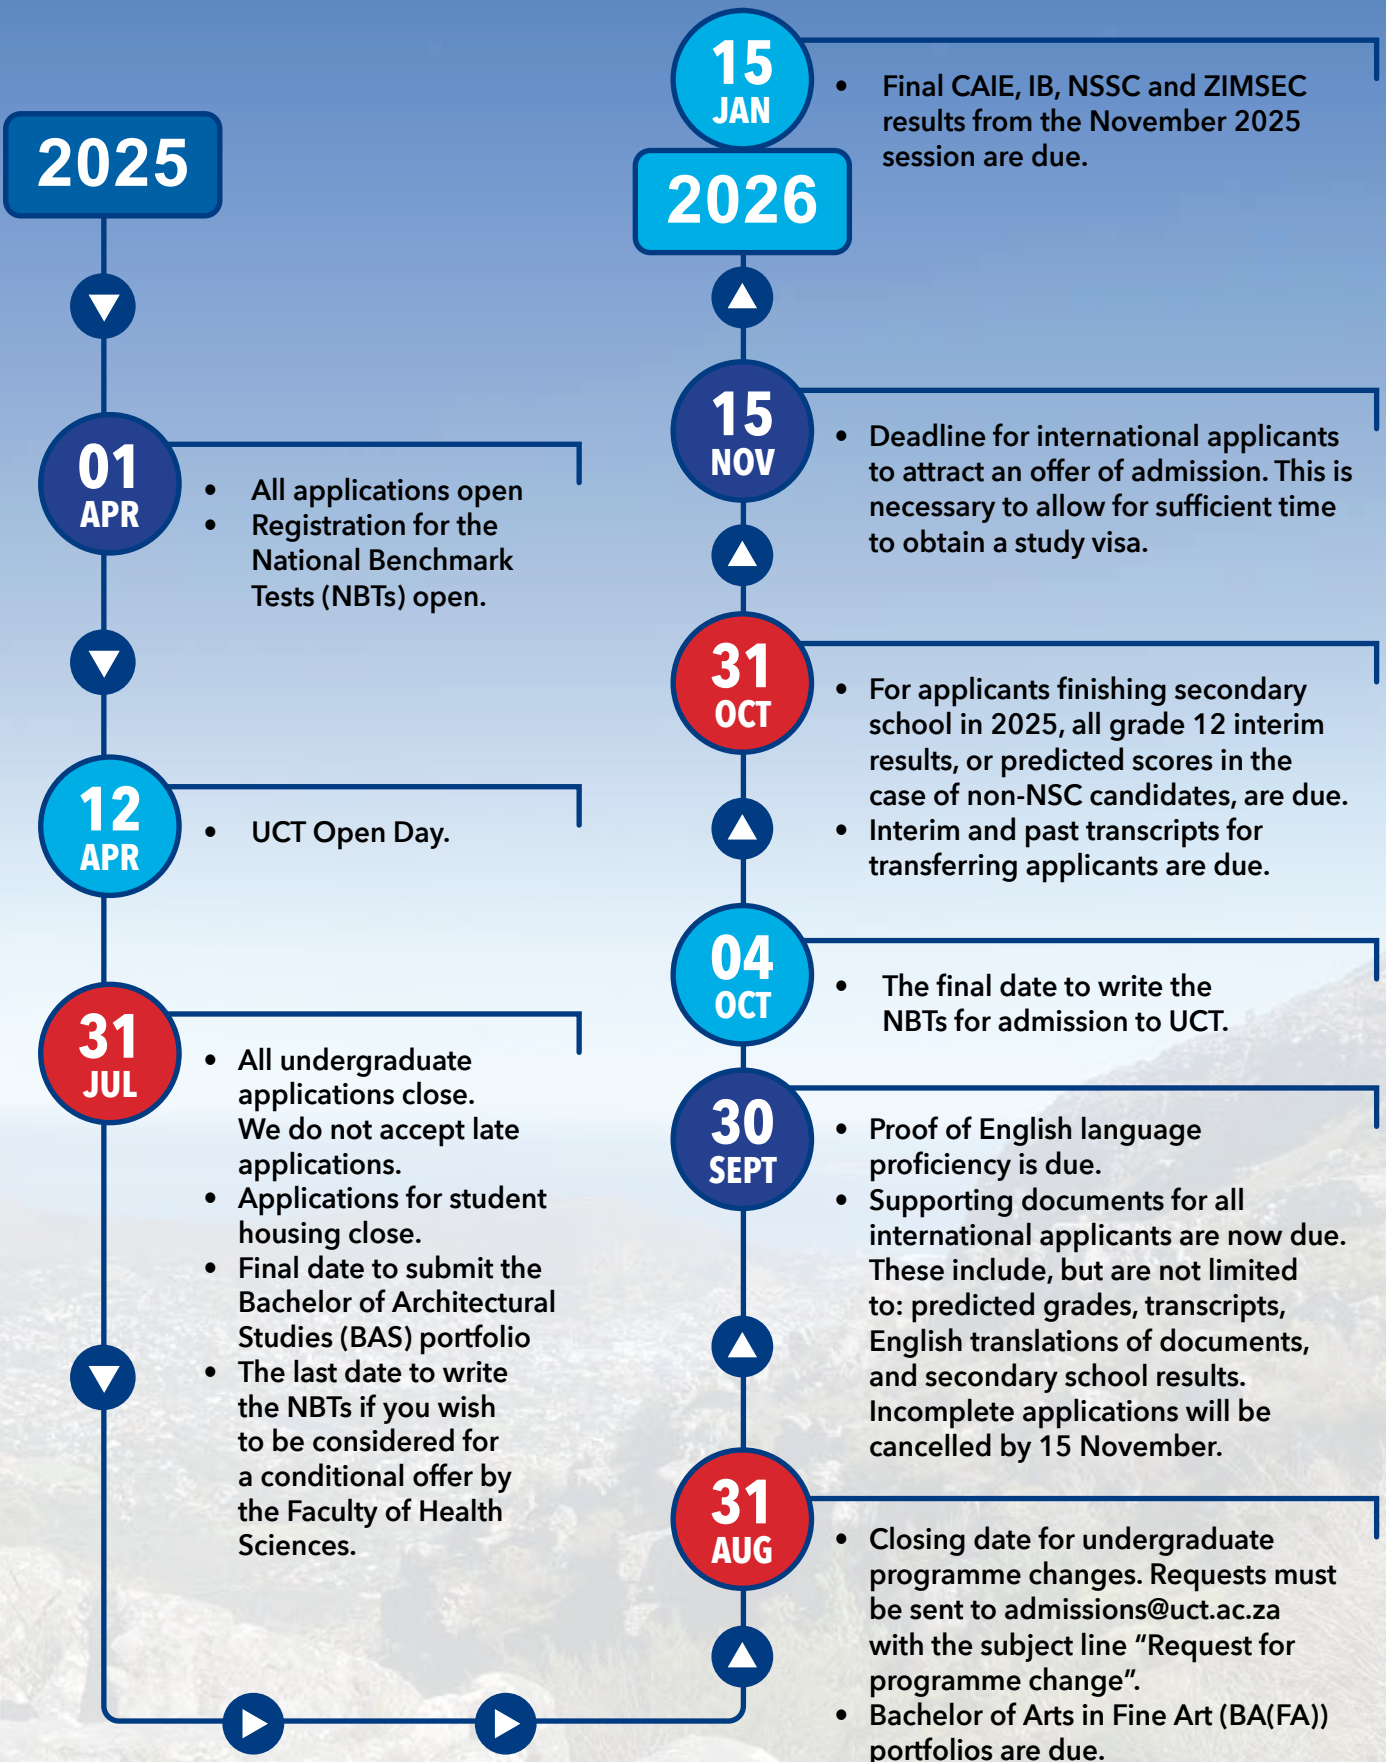 2025
01
APR
• All applications open
• Registration for the
National Benchmark
Tests (NBTs) open.
12
APR
• UCT Open Day.
31
JUL
• All undergraduate
applications close.
We do not accept late
applications.
• Applications for student
housing close.
• Final date to submit the
Bachelor of Architectural
Studies (BAS) portfolio
• The last date to write
the NBTs if you wish
to be considered for
a conditional offer by
the Faculty of Health
Sciences.
31
AUG
• Closing date for undergraduate
programme changes. Requests must
be sent to admissions@uct.ac.za
with the subject line “Request for
programme change”.
• Bachelor of Arts in Fine Art (BA(FA))
portfolios are due.
30
SEPT
• Proof of English language
proficiency is due.
• Supporting documents for all
international applicants are now due.
These include, but are not limited
to: predicted grades, transcripts,
English translations of documents,
and secondary school results.
Incomplete applications will be
cancelled by 15 November.
04
OCT
• The final date to write the
NBTs for admission to UCT.
31
OCT
• For applicants finishing secondary
school in 2025, all grade 12 interim
results, or predicted scores in the
case of non-NSC candidates, are due.
• Interim and past transcripts for
transferring applicants are due.
15
NOV
• Deadline for international applicants
to attract an offer of admission. This is
necessary to allow for sufficient time
to obtain a study visa.
2026
15
JAN
• Final CAIE, IB, NSSC and ZIMSEC
results from the November 2025
session are due.